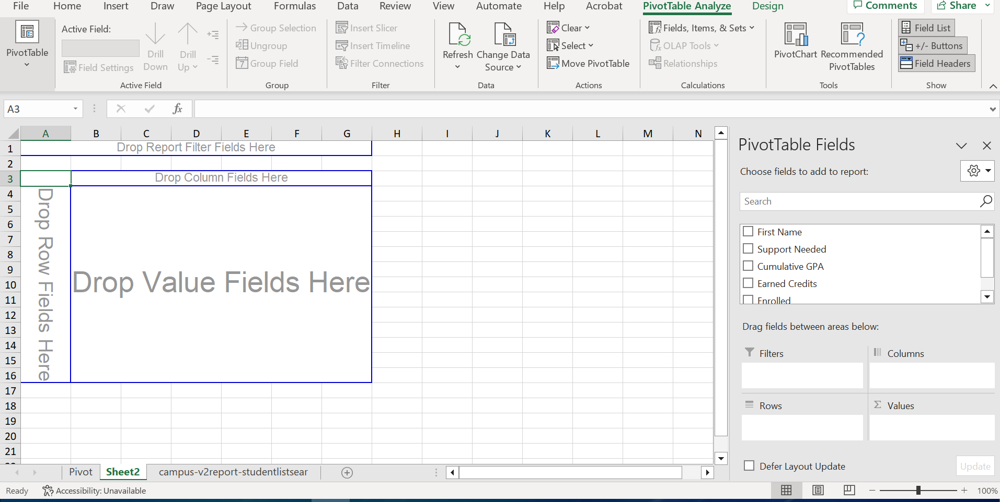 File Home Insert Draw Page Layout Formulas Data Review View Automate Help Acrobat PivotTable Analyze Design Comments Share
PivotTable
Active Field:
Field Settings
Drill Down
Drill Up
Active Field
Group Selection
Ungroup
Group Field
Group
Insert Slicer
Insert Timeline
Filter Connections
Filter
Refresh
Change Data Source
Data
Clear
Select
Move PivotTable
Actions
Fields, Items, & Sets
OLAP Tools
Relationships
Calculations
PivotChart
Recommended PivotTables
Tools
Field List
+/- Buttons
Field Headers
Show
A3
fx
A B C D E F G H I J K L M N
1 Drop Report Filter Fields Here
2
3 Drop Column Fields Here
4
5
6
7
8
9
10
11
12
13
14
15
16
17
18
19
20
21
Drop Row Fields Here
Drop Value Fields Here
PivotTable Fields
Choose fields to add to report:
Search
First Name
Support Needed
Cumulative GPA
Earned Credits
Enrolled
Drag fields between areas below:
Filters
Columns
Rows
Σ Values
Defer Layout Update
Update
Pivot Sheet2 campus-v2report-studentlistsear
Ready Accessibility: Unavailable
100%